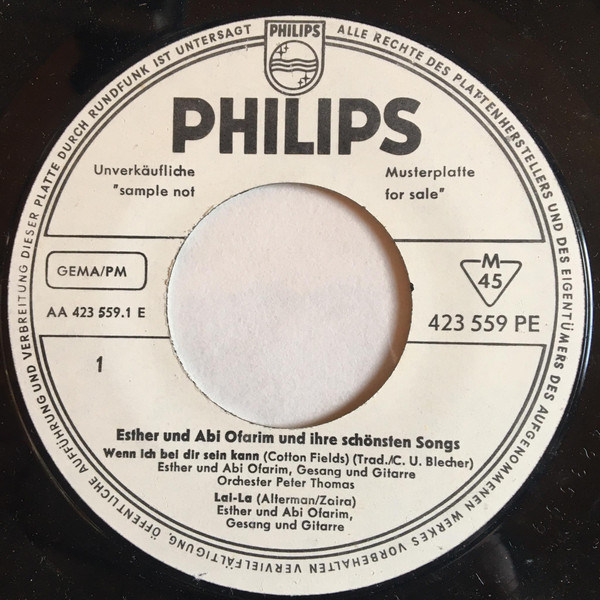 ALLE RECHTE DES PLATTENHERSTELLERS UND DES EIGENTÜMERS DES AUFGENOMMENEN WERKES VORBEHALTEN VERVIELFÄLTIGUNG, ÖFFENTLICHE AUFFÜHRUNG UND VERBREITUNG DIESER PLATTE DURCH RUNDFUNK IST UNTERSAGT
PHILIPS
PHILIPS
Unverkäufliche Musterplatte
"sample not for sale"
GEMA/PM
M
45
AA 423 559.1 E
423 559 PE
1
Esther und Abi Ofarim und ihre schönsten Songs
Wenn ich bei dir sein kann (Cotton Fields) (Trad./C. U. Blecher)
Esther und Abi Ofarim, Gesang und Gitarre
Orchester Peter Thomas
Lal-La (Alterman/Zaira)
Esther und Abi Ofarim,
Gesang und Gitarre